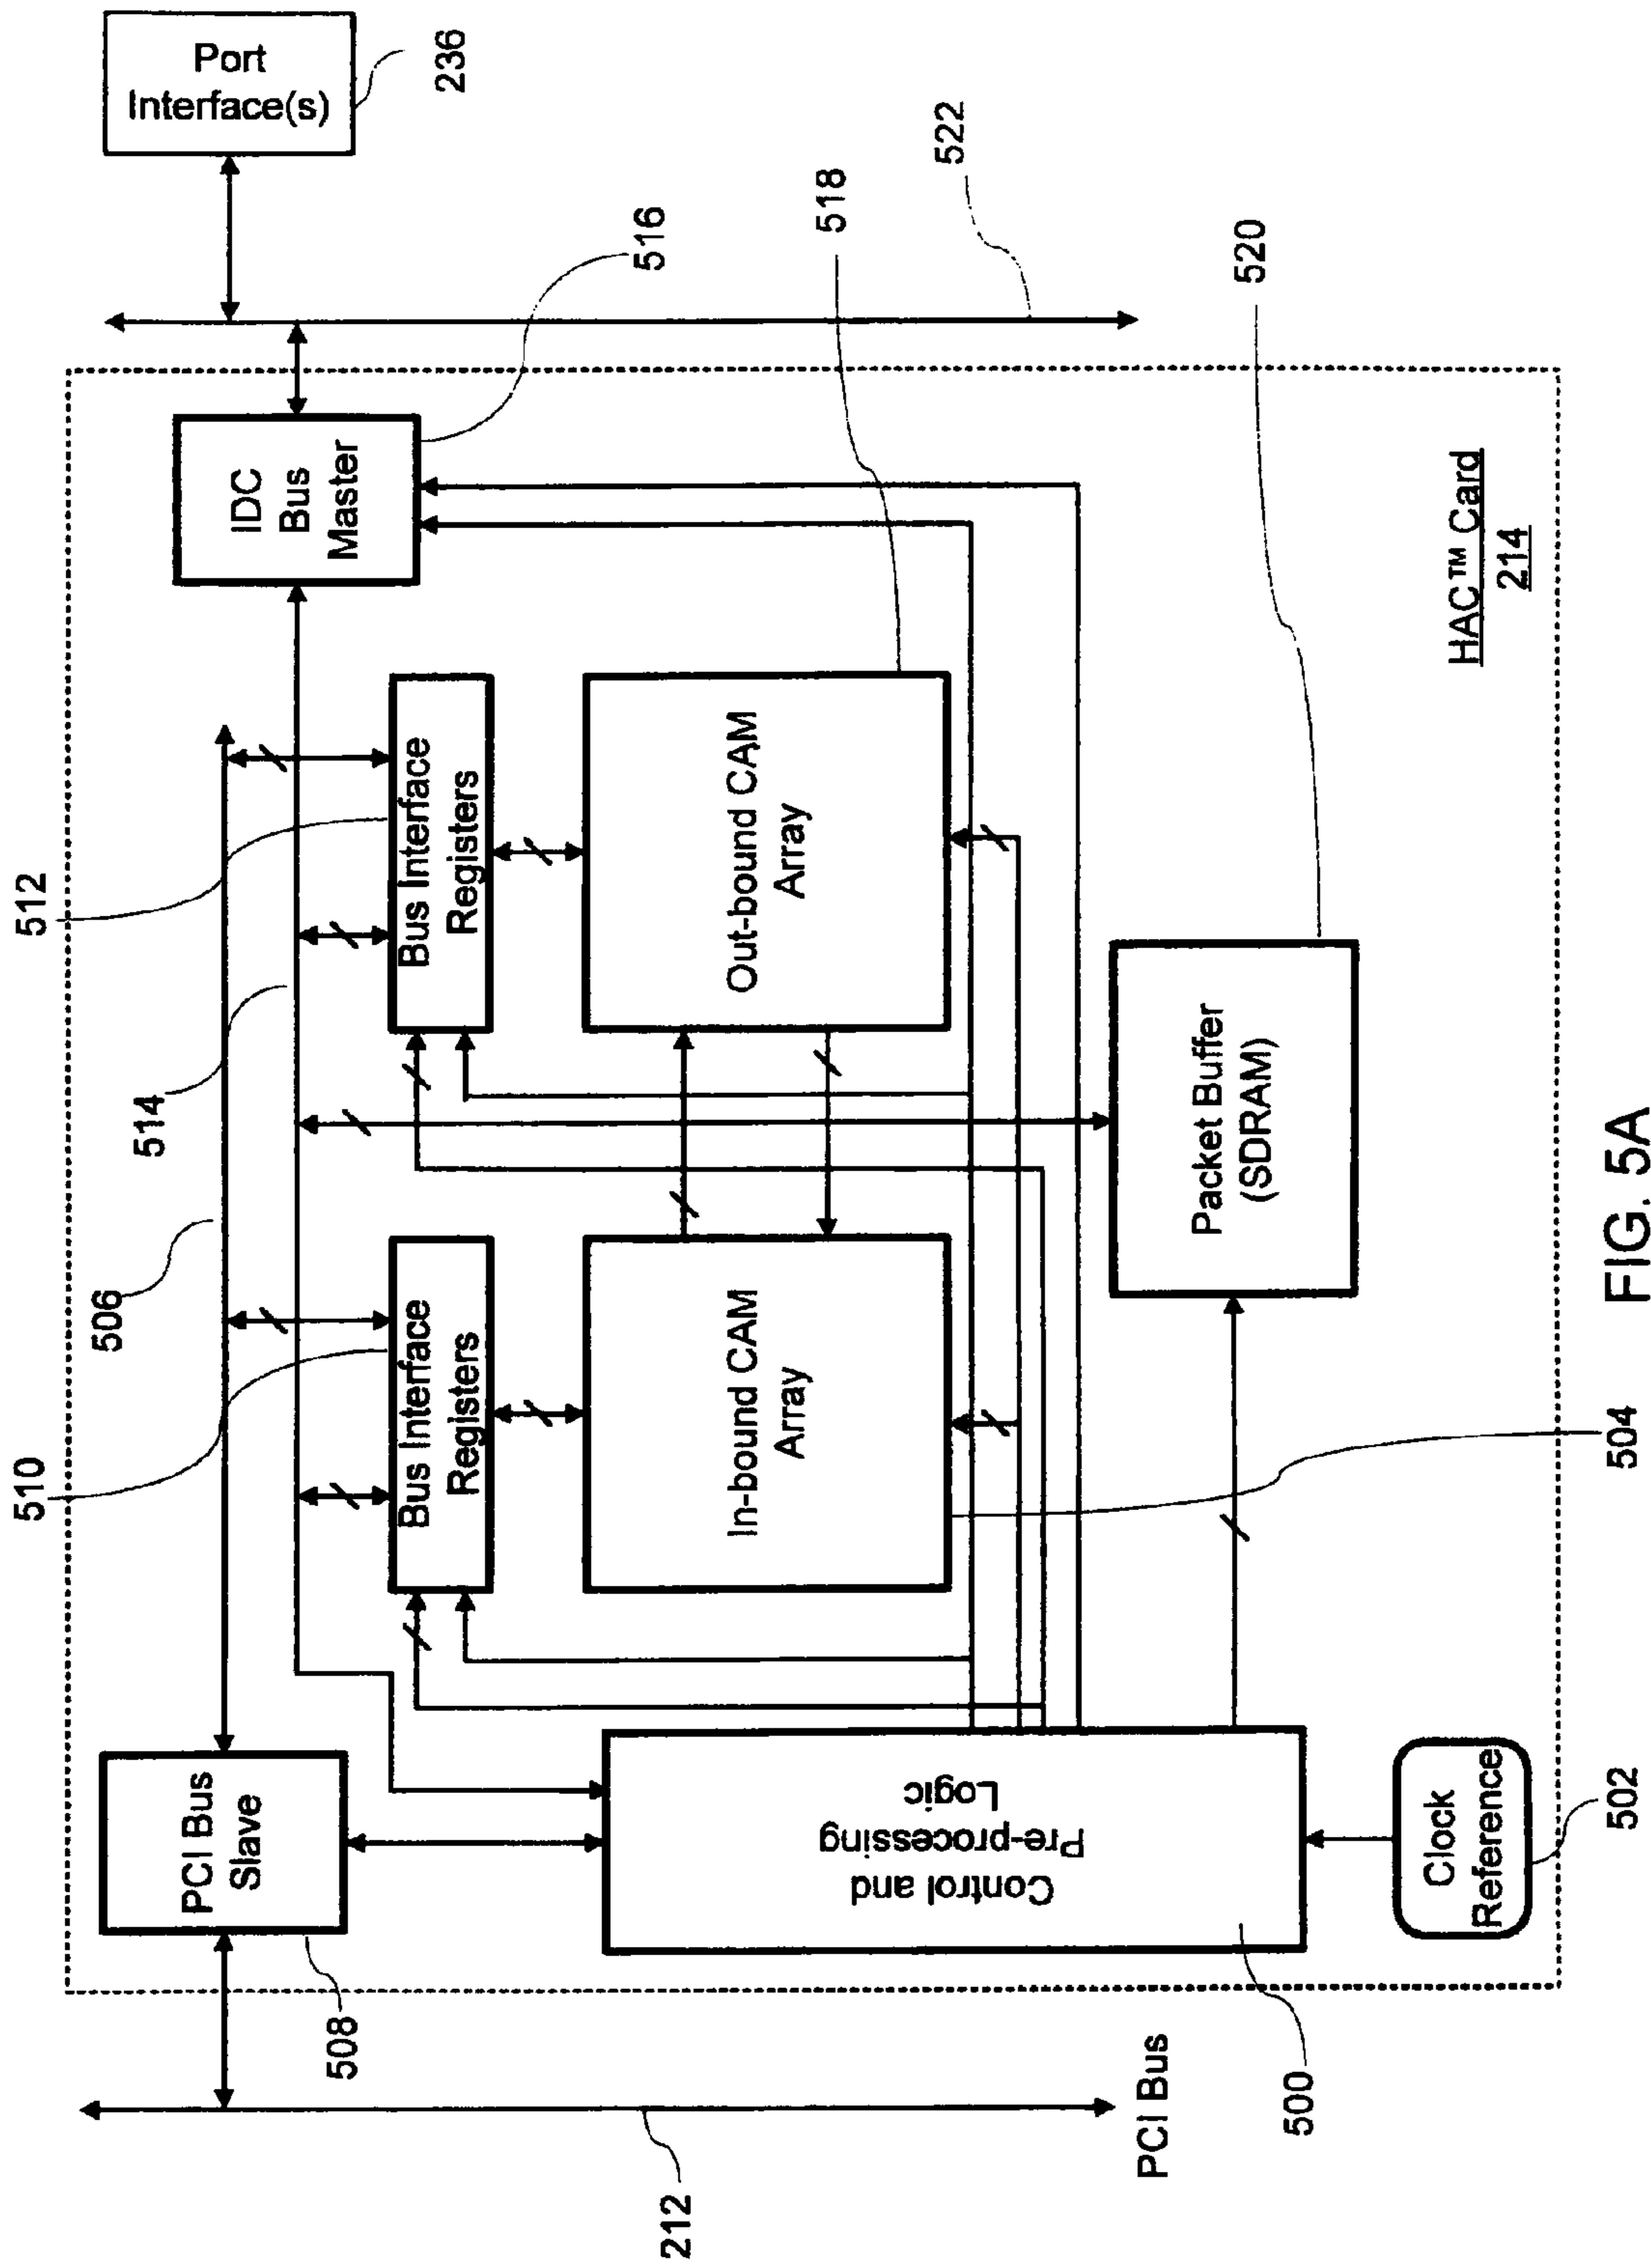 512
510
506
514
PCI Bus
Slave
508
212
PCI Bus
Bus Interface
Registers
Bus Interface
Registers
IDC
Bus
Master
516
Port
Interface(s)
236
522
518
520
Control and
Pre-processing
Logic
500
In-bound CAM
Array
504
Out-bound CAM
Array
Packet Buffer
(SDRAM)
Clock
Reference
502
HAC™ Card
214
FIG. 5A